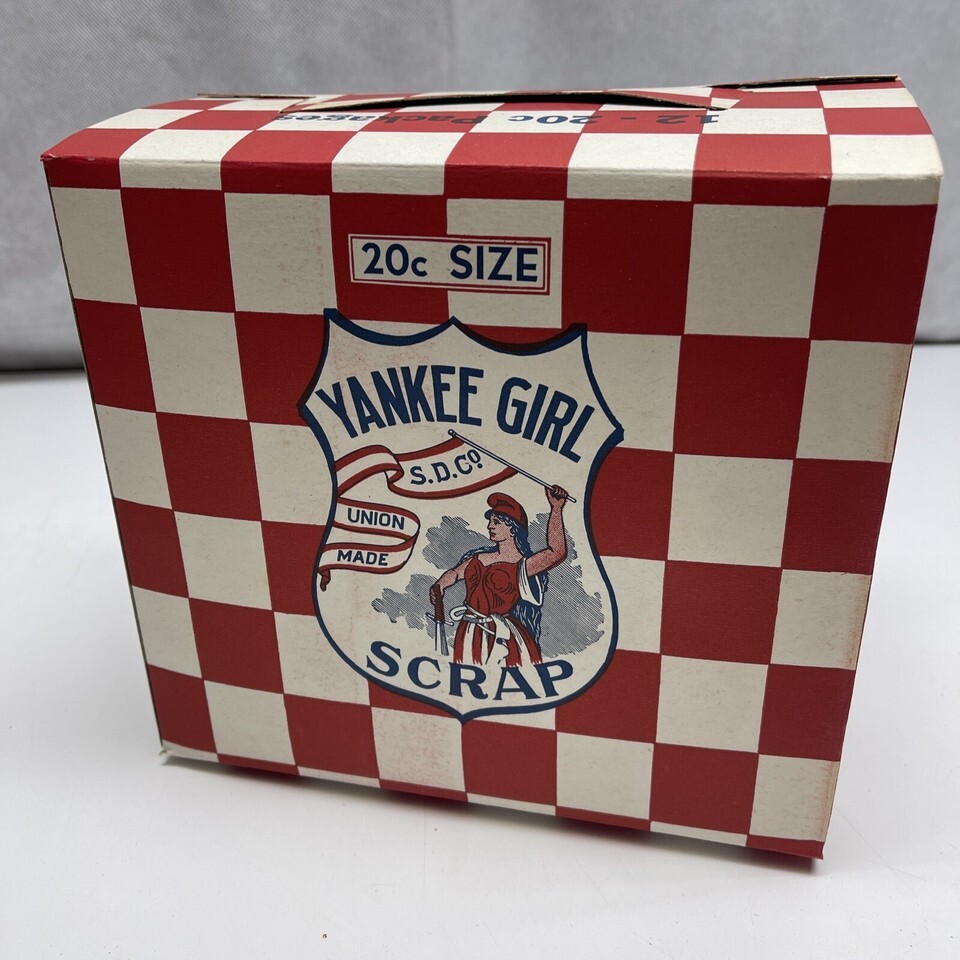 12 - 20c Packages
20c SIZE
YANKEE GIRL
S.D.Co
UNION
MADE
SCRAP